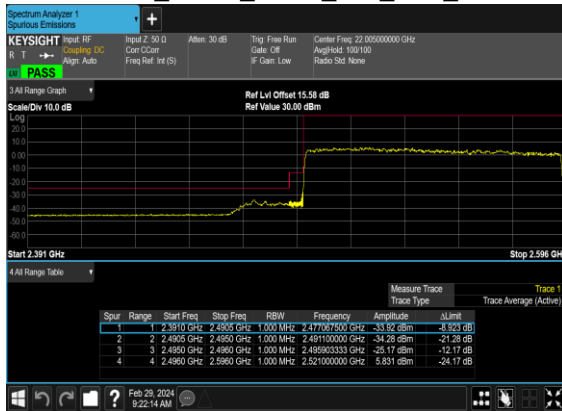 Spectrum Analyzer 1
Spurious Emissions
KEYSIGHT Input: RF Input Z: 50 Ω Atten: 30 dB Trig: Free Run Center Freq: 22.005000000 GHz
R T Coupling: DC Corr CCorr Gate: Off Avg|Hold: 100/100
Align: Auto Freq Ref: Int (S) IF Gain: Low Radio Std: None
PASS
3 All Range Graph
Ref Lvl Offset 15.58 dB
Scale/Div 10.0 dB Ref Value 30.00 dBm
Log
20.0
10.0
0.00
-10.0
-20.0
-30.0
-40.0
-50.0
-60.0
Start 2.391 GHz Stop 2.596 GHz
4 All Range Table
Measure Trace Trace 1
Trace Type Trace Average (Active)
Spur Range Start Freq Stop Freq RBW Frequency Amplitude ΔLimit
1 1 2.3910 GHz 2.4905 GHz 1.000 MHz 2.477067500 GHz -33.92 dBm -8.923 dB
2 2 2.4905 GHz 2.4950 GHz 1.000 MHz 2.491100000 GHz -34.28 dBm -21.28 dB
3 3 2.4950 GHz 2.4960 GHz 1.000 MHz 2.495903333 GHz -25.17 dBm -12.17 dB
4 4 2.4960 GHz 2.5960 GHz 1.000 MHz 2.521000000 GHz 5.831 dBm -24.17 dB
Feb 29, 2024
9:22:14 AM